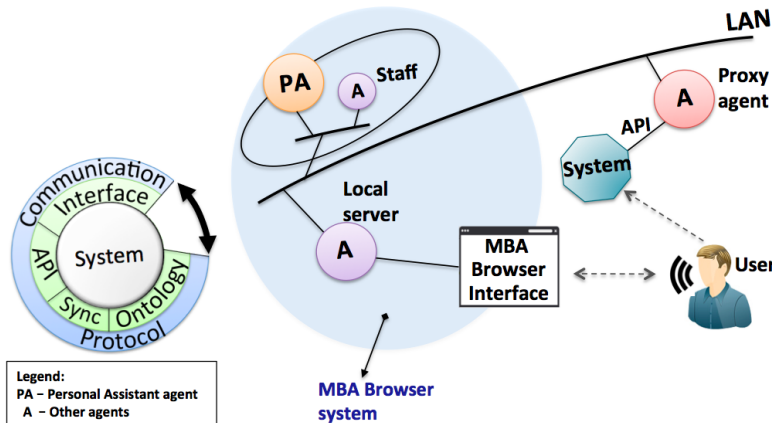 LAN
PA
A
Staff
Proxy
agent
A
API
System
Local
server
A
MBA
Browser
Interface
User
Communication
Interface
API
System
Sync
Ontology
Protocol
MBA Browser
system
Legend:
PA – Personal Assistant agent
A – Other agents